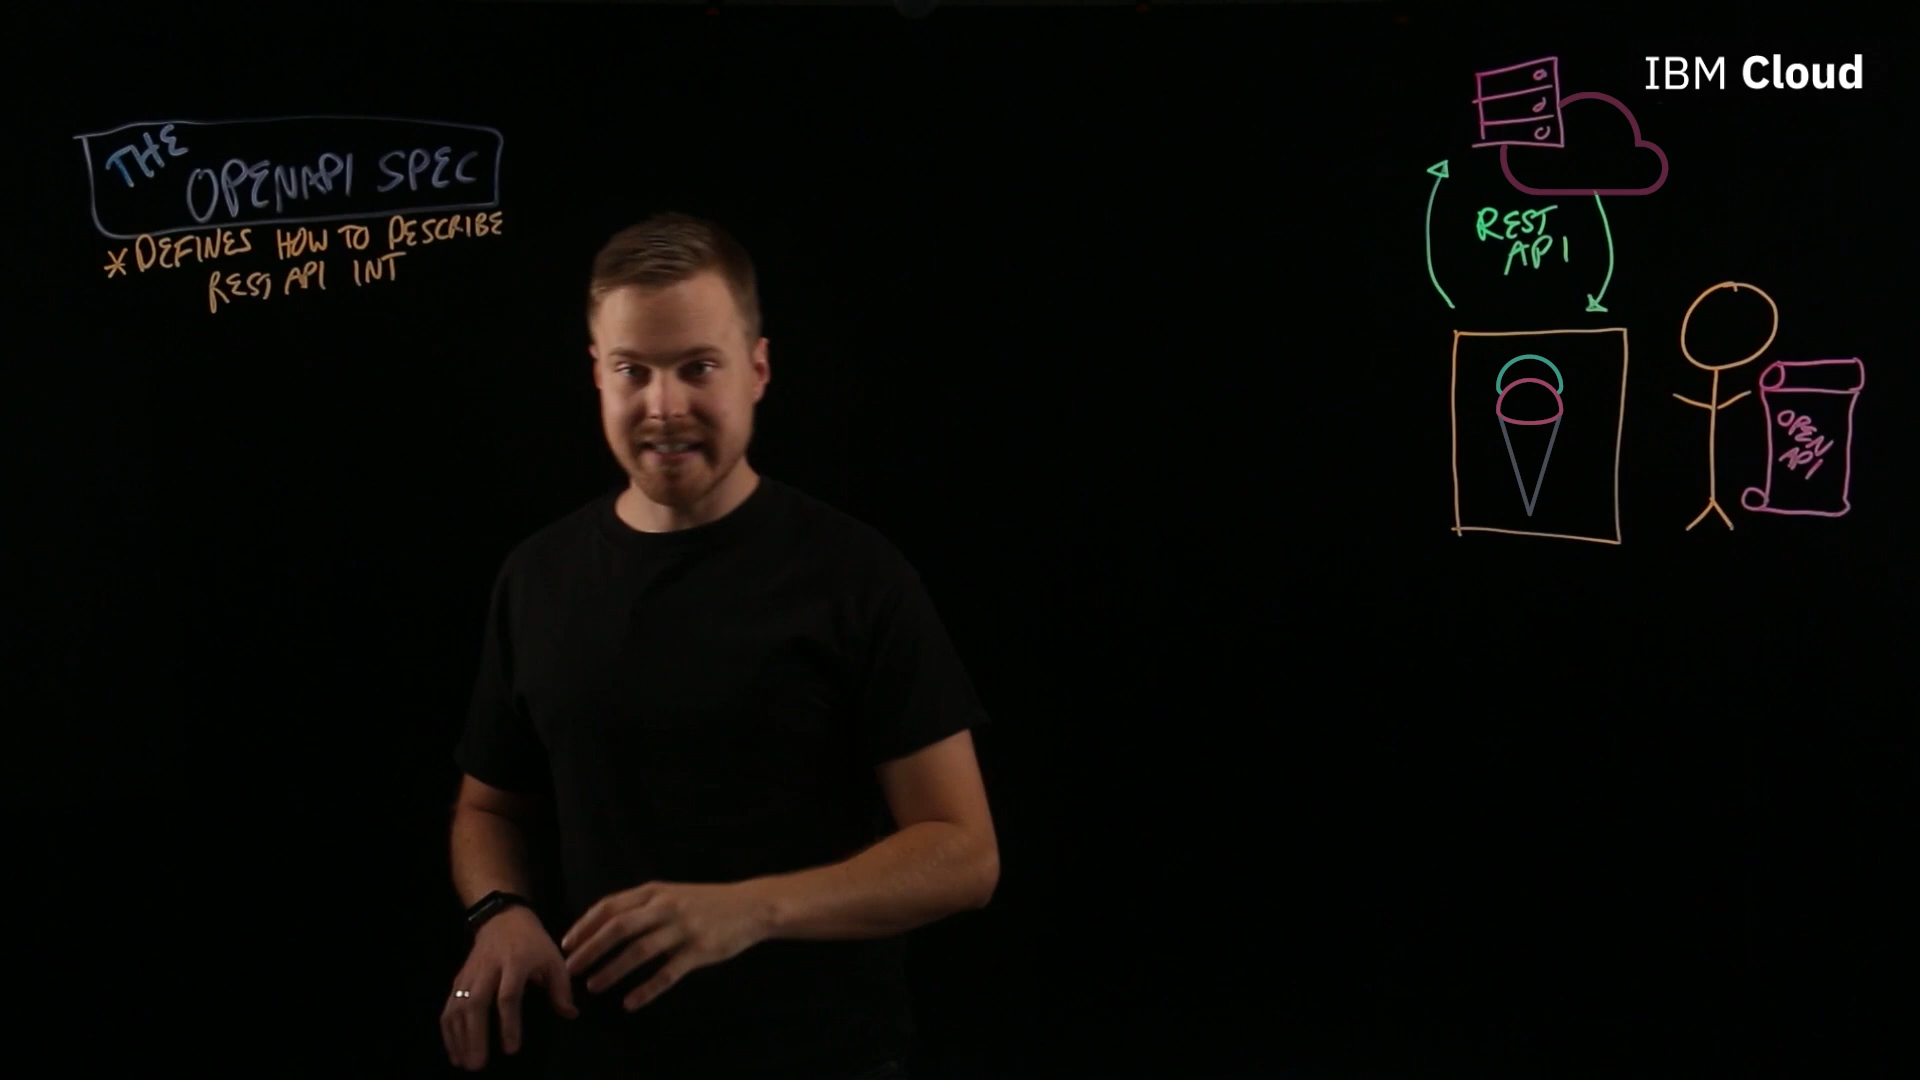 THE
OPENAPI SPEC
* DEFINES HOW TO DESCRIBE
REST API INT
IBM Cloud
REST
API
OPEN
API